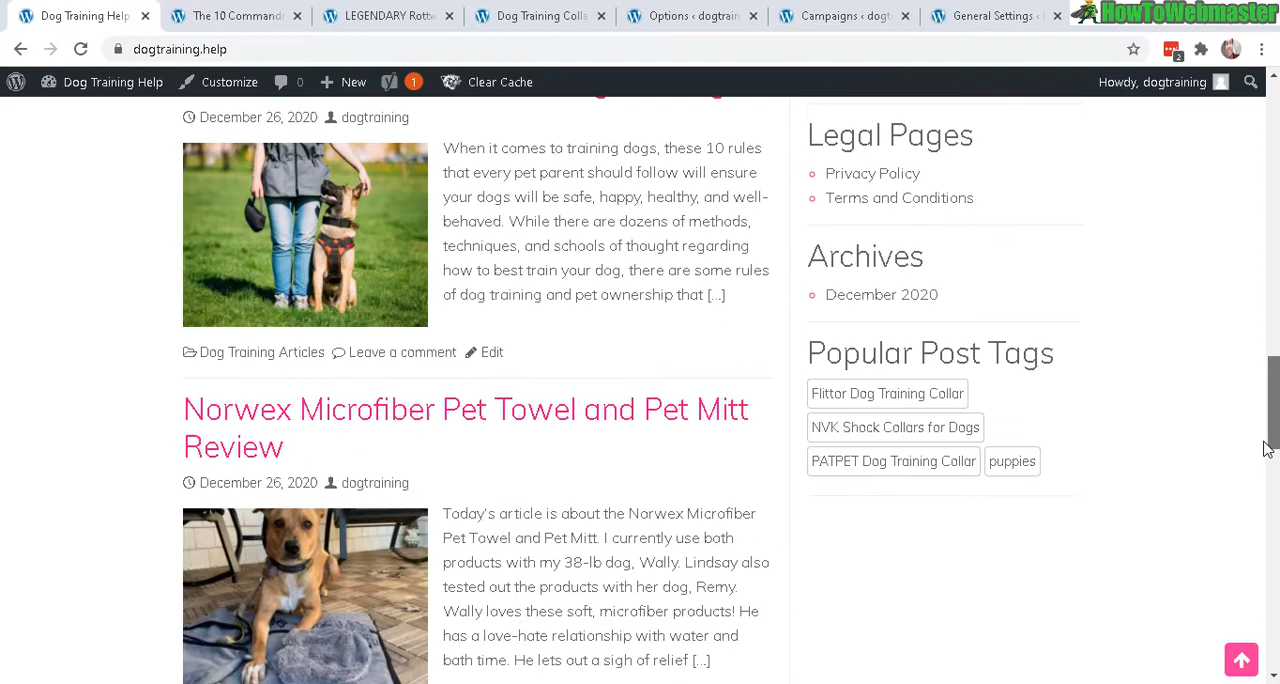 Dog Training Help
The 10 Command
LEGENDARY Rottw
Dog Training Coll
Options ‹ dogtrain
Campaigns ‹ dogt
General Settings ‹
HowToWebmaster
dogtraining.help
2
Dog Training Help
Customize
0
New
1
Clear Cache
Howdy, dogtraining
December 26, 2020 dogtraining
When it comes to training dogs, these 10 rules
that every pet parent should follow will ensure
your dogs will be safe, happy, healthy, and well-
behaved. While there are dozens of methods,
techniques, and schools of thought regarding
how to best train your dog, there are some rules
of dog training and pet ownership that [...]
Dog Training Articles Leave a comment Edit
Norwex Microfiber Pet Towel and Pet Mitt
Review
December 26, 2020 dogtraining
Today's article is about the Norwex Microfiber
Pet Towel and Pet Mitt. I currently use both
products with my 38-lb dog, Wally. Lindsay also
tested out the products with her dog, Remy.
Wally loves these soft, microfiber products! He
has a love-hate relationship with water and
bath time. He lets out a sigh of relief [...]
Legal Pages
Privacy Policy
Terms and Conditions
Archives
December 2020
Popular Post Tags
Flittor Dog Training Collar
NVK Shock Collars for Dogs
PATPET Dog Training Collar
puppies